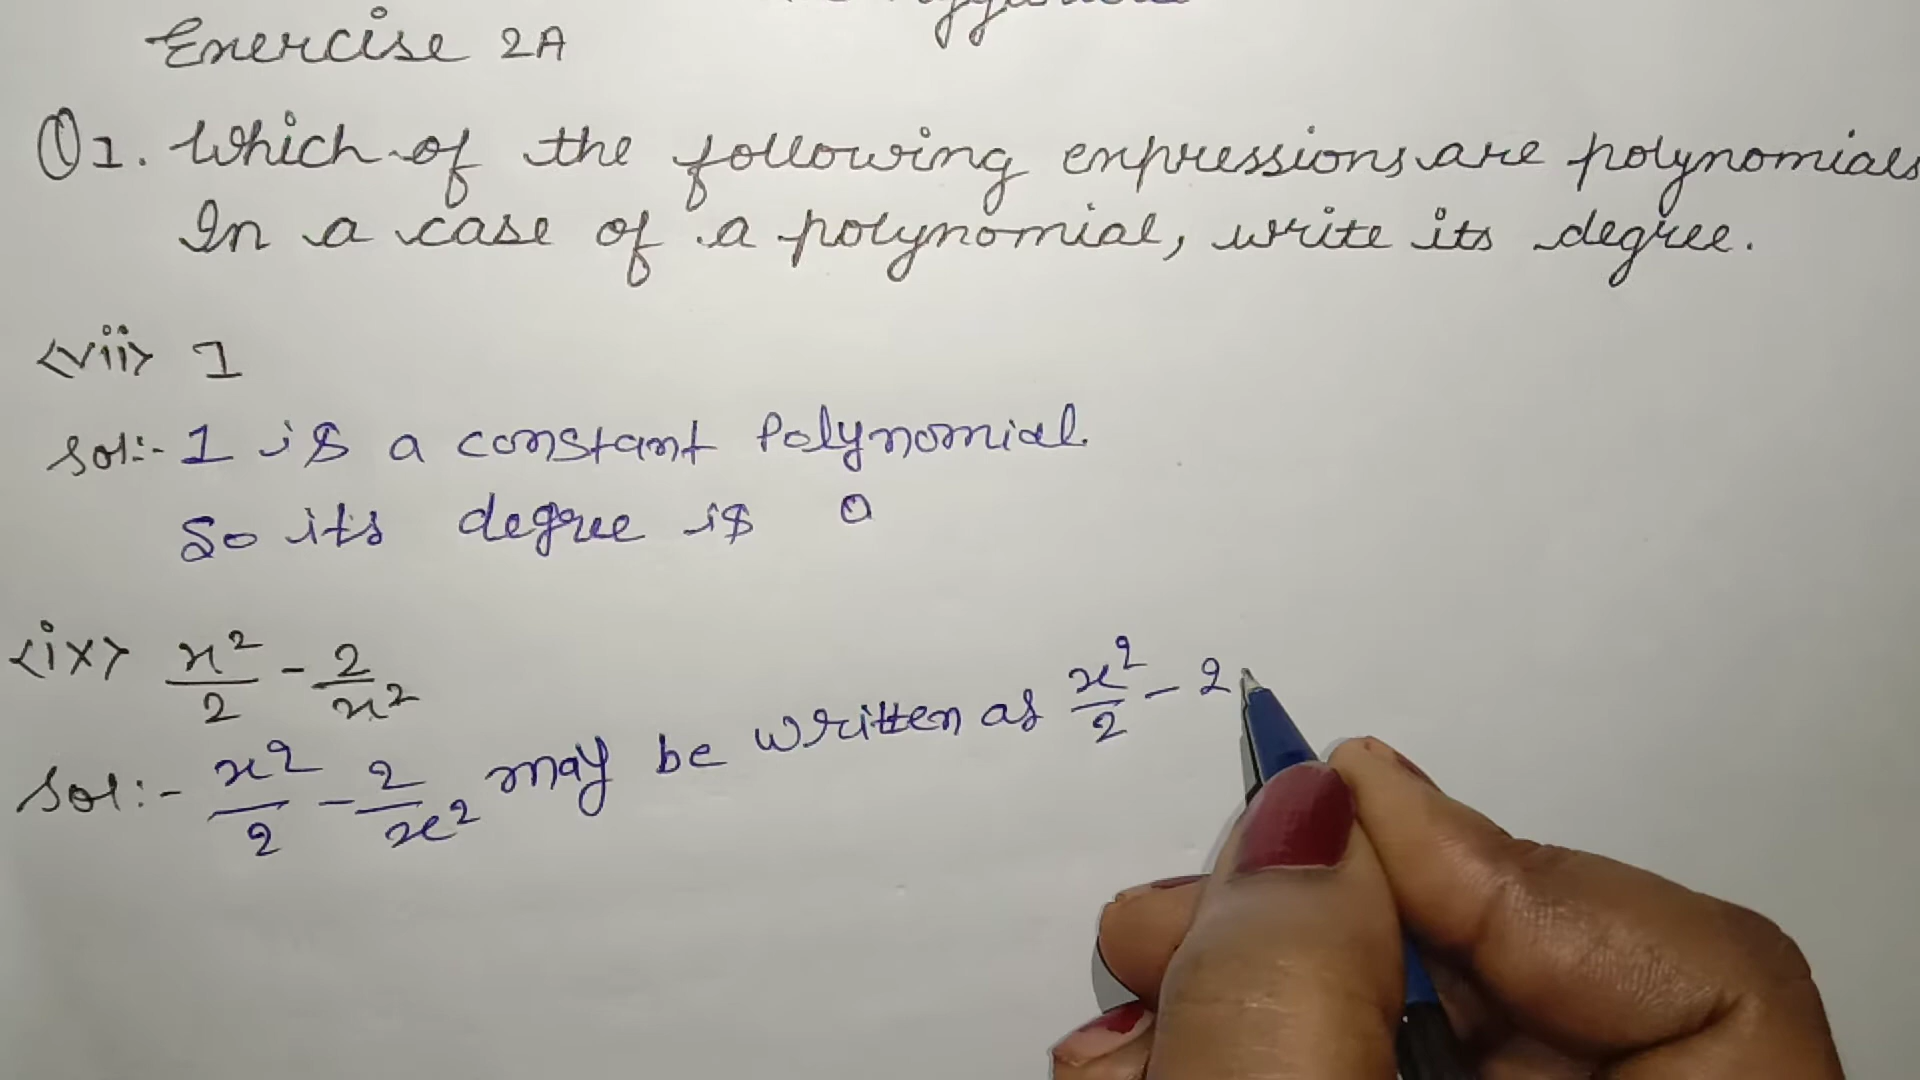 Exercise 2A
Q1. Which of the following expressions are polynomials
In a case of a polynomial, write its degree.
<vii> 1
Sol:- 1 is a constant Polynomial.
So its degree is 0
<ix> x²/2 - 2/x²
Sol:- x²/2 - 2/x² may be written as x²/2 - 2